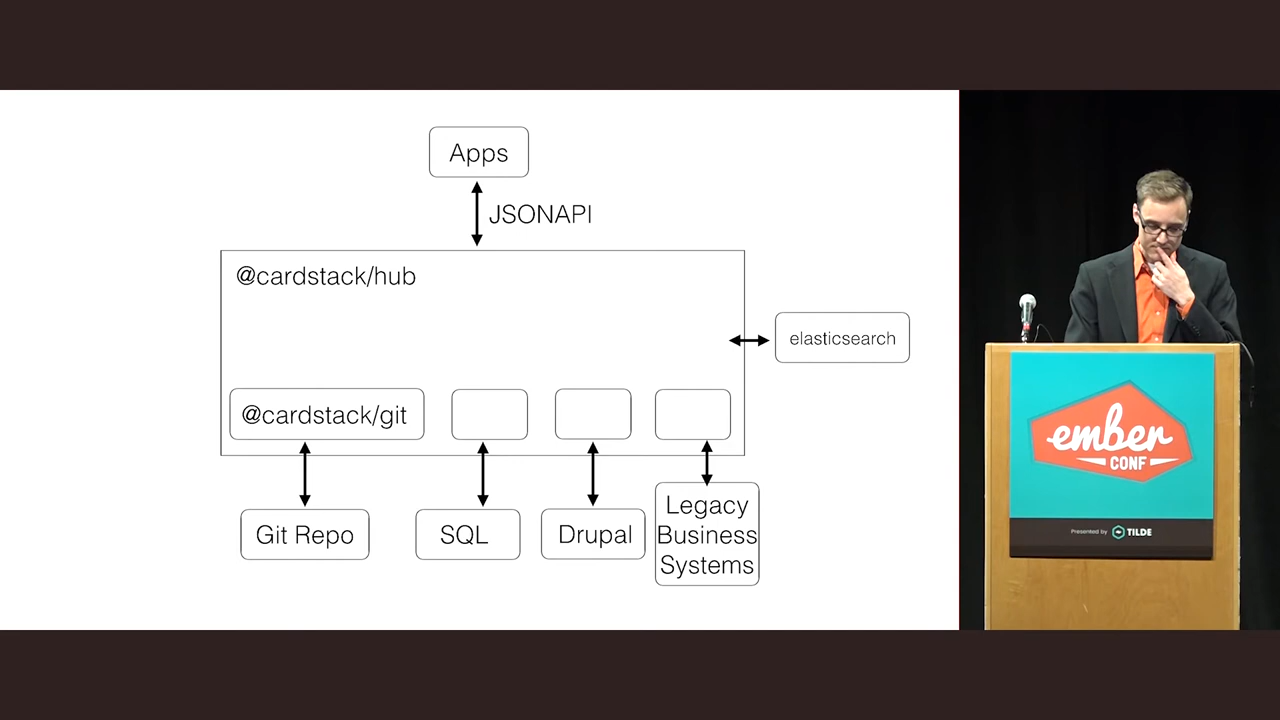 Apps
JSONAPI
@cardstack/hub
elasticsearch
@cardstack/git
Git Repo
SQL
Drupal
Legacy
Business
Systems
ember
CONF
Presented by TILDE